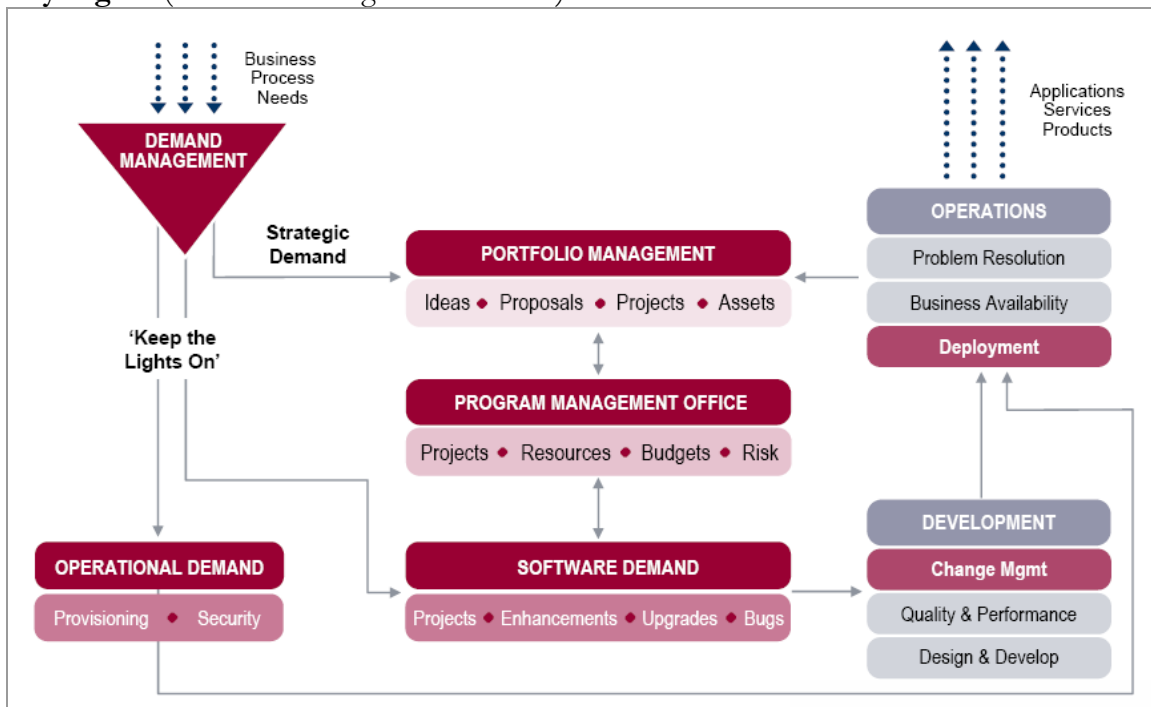 Business
Process
Needs
DEMAND
MANAGEMENT
Strategic
Demand
'Keep the
Lights On'
PORTFOLIO MANAGEMENT
Ideas • Proposals • Projects • Assets
PROGRAM MANAGEMENT OFFICE
Projects • Resources • Budgets • Risk
OPERATIONAL DEMAND
Provisioning • Security
SOFTWARE DEMAND
Projects • Enhancements • Upgrades • Bugs
Applications
Services
Products
OPERATIONS
Problem Resolution
Business Availability
Deployment
DEVELOPMENT
Change Mgmt
Quality & Performance
Design & Develop